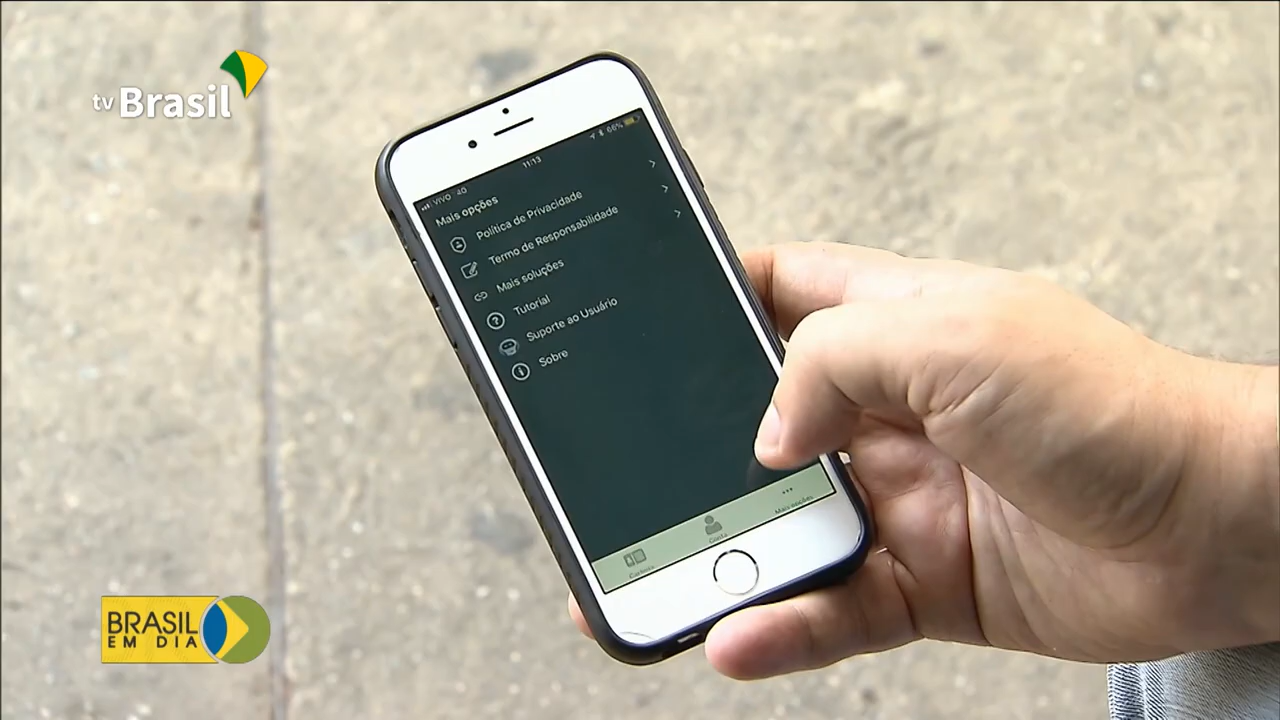 tv Brasil
VIVO 4G
11:13
66%
Mais opções
Política de Privacidade
Termo de Responsabilidade
Mais soluções
Tutorial
Suporte ao Usuário
Sobre
Conta
Mais opções
BRASIL
EM DIA